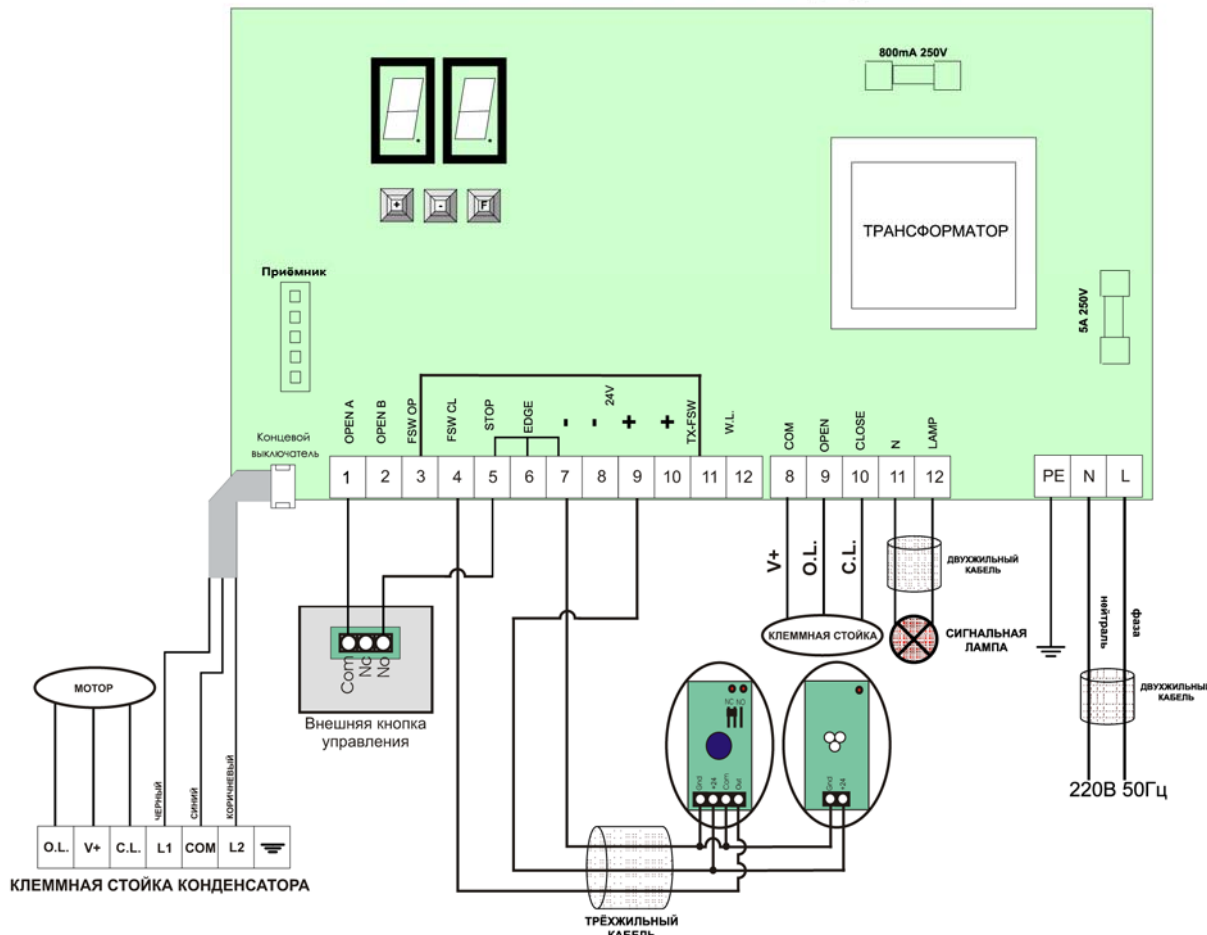 800mA 250V
+ - F
ТРАНСФОРМАТОР
Приёмник
5A 250V
Концевой
выключатель
OPEN A
OPEN B
FSW OP
FSW CL
STOP
EDGE
-
-
24V
+
+
TX-FSW
W.L.
COM
OPEN
CLOSE
N
LAMP
1 2 3 4 5 6 7 8 9 10 11 12
8 9 10 11 12
PE N L
V+
O.L.
C.L.
ДВУХЖИЛЬНЫЙ
КАБЕЛЬ
КЛЕММНАЯ СТОЙКА
СИГНАЛЬНАЯ
ЛАМПА
нейтраль
фаза
ДВУХЖИЛЬНЫЙ
КАБЕЛЬ
220В 50Гц
Com
Nc
No
Внешняя кнопка
управления
МОТОР
ЧЕРНЫЙ
СИНИЙ
КОРИЧНЕВЫЙ
O.L. V+ C.L. L1 COM L2
КЛЕММНАЯ СТОЙКА КОНДЕНСАТОРА
NC NO
Gnd
+24
Com
Out
Gnd
+24
ТРЁХЖИЛЬНЫЙ
КАБЕЛЬ